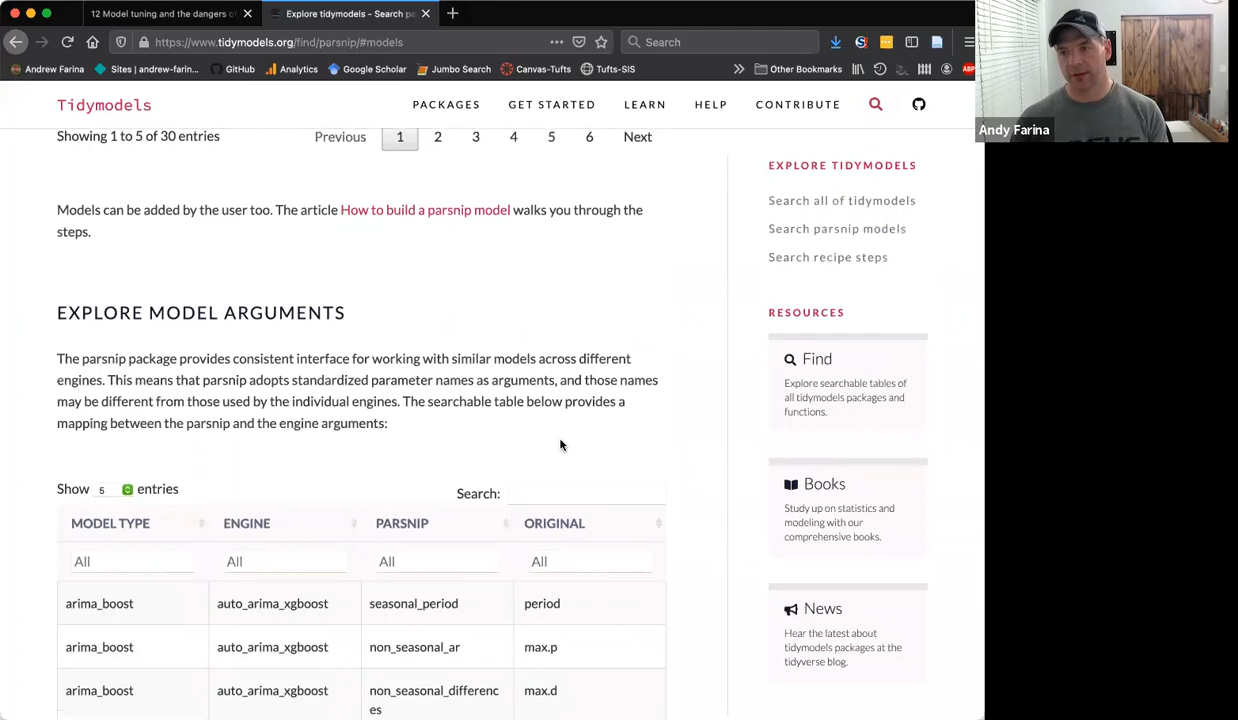 12 Model tuning and the dangers o
Explore tidymodels - Search pa
https://www.tidymodels.org/find/parsnip/#models
Search
Andrew Farina
Sites | andrew-farin...
GitHub
Analytics
Google Scholar
Jumbo Search
Canvas-Tufts
Tufts-SIS
Other Bookmarks
ABP
Andy Farina
Tidymodels
PACKAGES
GET STARTED
LEARN
HELP
CONTRIBUTE
Showing 1 to 5 of 30 entries
Previous 1 2 3 4 5 6 Next
Models can be added by the user too. The article How to build a parsnip model walks you through the
steps.
EXPLORE MODEL ARGUMENTS
The parsnip package provides consistent interface for working with similar models across different
engines. This means that parsnip adopts standardized parameter names as arguments, and those names
may be different from those used by the individual engines. The searchable table below provides a
mapping between the parsnip and the engine arguments:
Show 5 entries
Search:
MODEL TYPE ENGINE PARSNIP ORIGINAL
All All All All
arima_boost auto_arima_xgboost seasonal_period period
arima_boost auto_arima_xgboost non_seasonal_ar max.p
arima_boost auto_arima_xgboost non_seasonal_differenc max.d
es
EXPLORE TIDYMODELS
Search all of tidymodels
Search parsnip models
Search recipe steps
RESOURCES
Find
Explore searchable tables of
all tidymodels packages and
functions.
Books
Study up on statistics and
modeling with our
comprehensive books.
News
Hear the latest about
tidymodels packages at the
tidyverse blog.